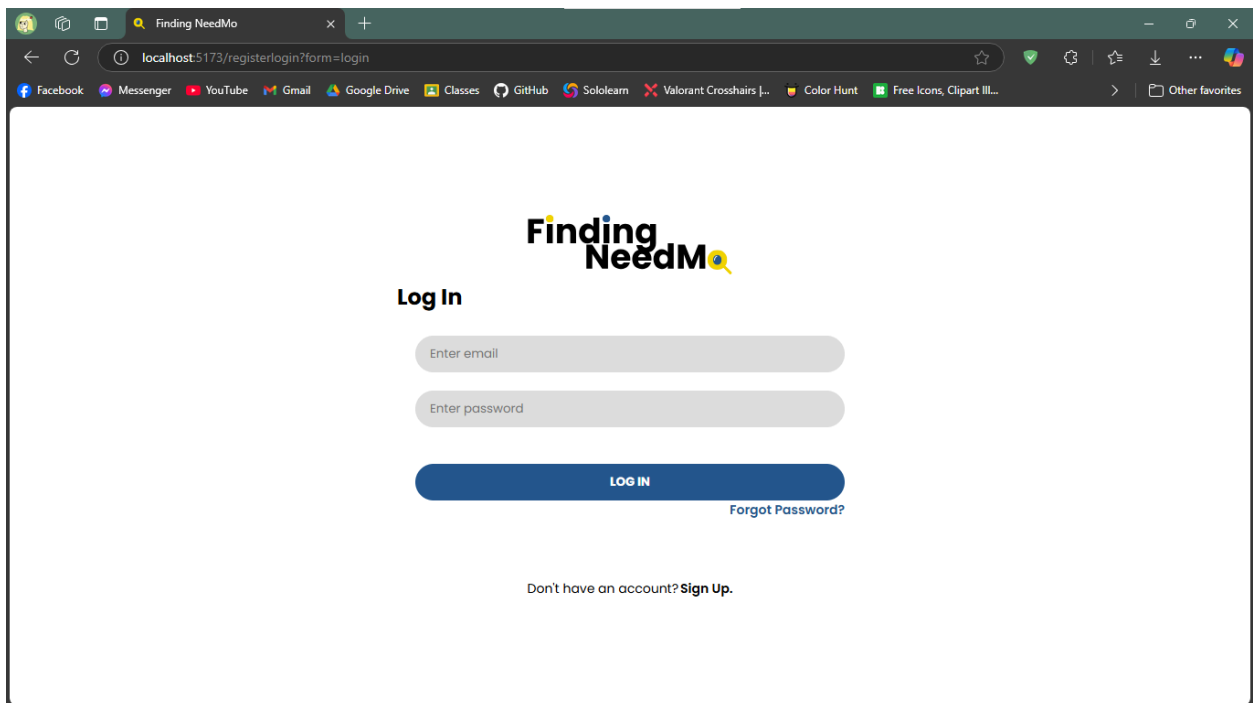 Finding NeedMo
localhost:5173/registerlogin?form=login
Facebook Messenger YouTube Gmail Google Drive Classes GitHub Sololearn Valorant Crosshairs |... Color Hunt Free Icons, Clipart Ill... Other favorites
Finding
NeedMo
Log In
Enter email
Enter password
LOG IN
Forgot Password?
Don't have an account? Sign Up.